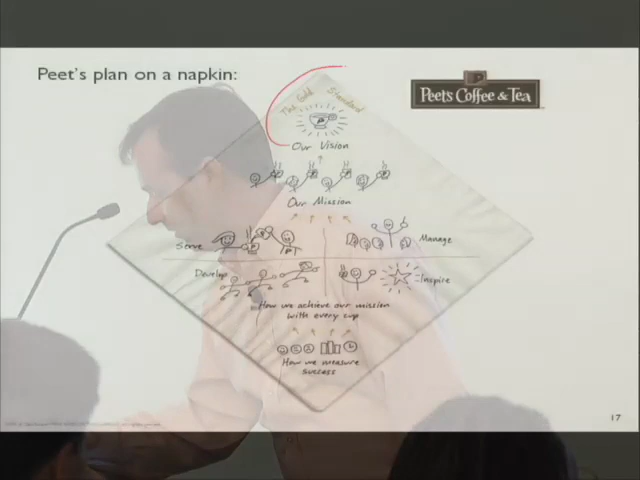 Peet's plan on a napkin:
Peet's Coffee & Tea
The Gold Standard
Our Vision
Our Mission
Serve
Manage
Develop
Inspire
How we achieve our mission
with every cup
How we measure
success
17